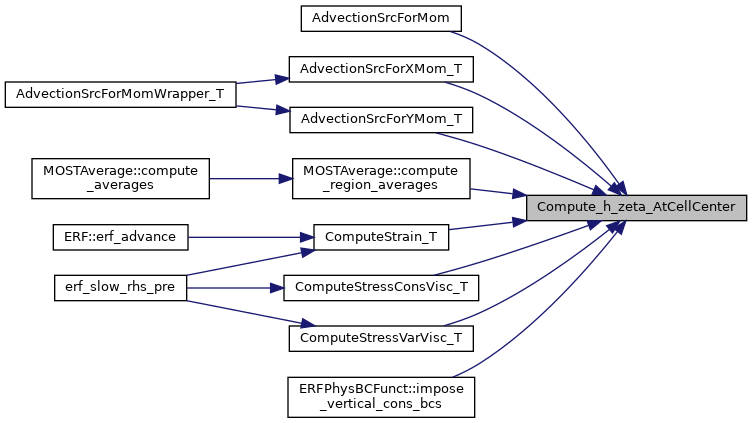 AdvectionSrcForMom
AdvectionSrcForXMom_T
AdvectionSrcForMomWrapper_T
AdvectionSrcForYMom_T
MOSTAverage::compute
_averages
MOSTAverage::compute
_region_averages
Compute_h_zeta_AtCellCenter
ERF::erf_advance
ComputeStrain_T
erf_slow_rhs_pre
ComputeStressConsVisc_T
ComputeStressVarVisc_T
ERFPhysBCFunct::impose
_vertical_cons_bcs